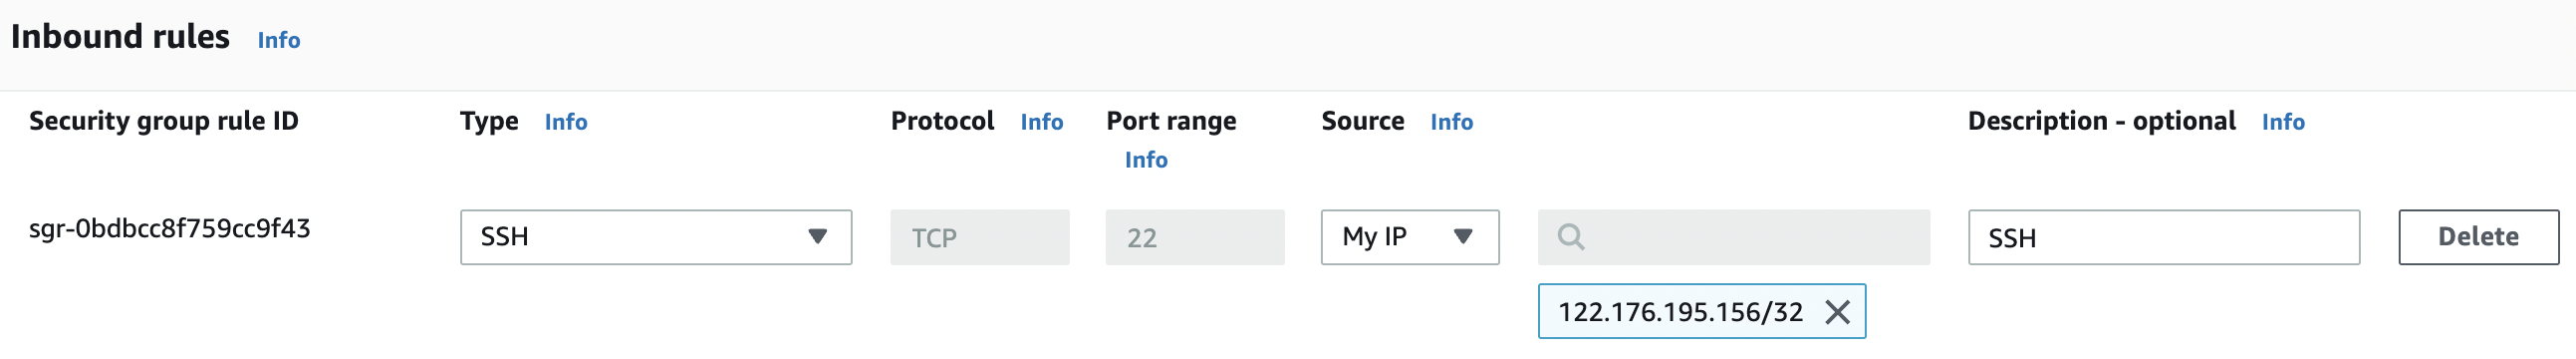 Inbound rules Info
Security group rule ID Type Info Protocol Info Port range Info Source Info Description - optional Info
sgr-0bdbcc8f759cc9f43 SSH TCP 22 My IP SSH Delete
122.176.195.156/32